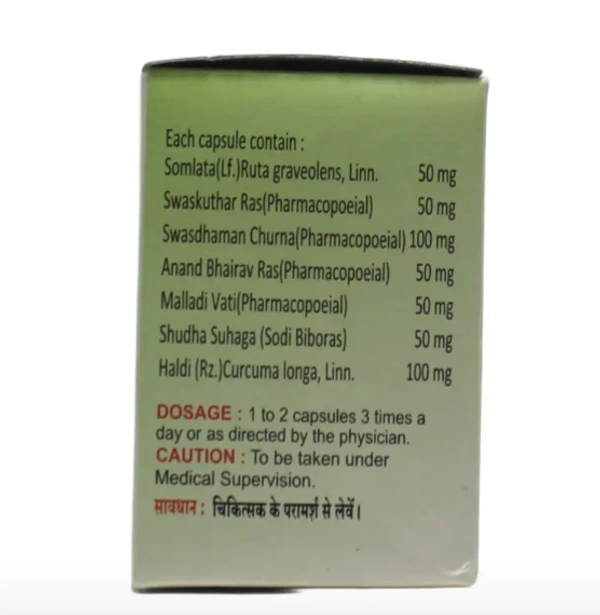 Each capsule contain :
Somlata(Lf.)Ruta graveolens, Linn. 50 mg
Swaskuthar Ras(Pharmacopoeial) 50 mg
Swasdhaman Churna(Pharmacopoeial) 100 mg
Anand Bhairav Ras(Pharmacopoeial) 50 mg
Malladi Vati(Pharmacopoeial) 50 mg
Shudha Suhaga (Sodi Biboras) 50 mg
Haldi (Rz.)Curcuma longa, Linn. 100 mg
DOSAGE : 1 to 2 capsules 3 times a
day or as directed by the physician.
CAUTION : To be taken under
Medical Supervision.
सावधान : चिकित्सक के परामर्श से लेवें।